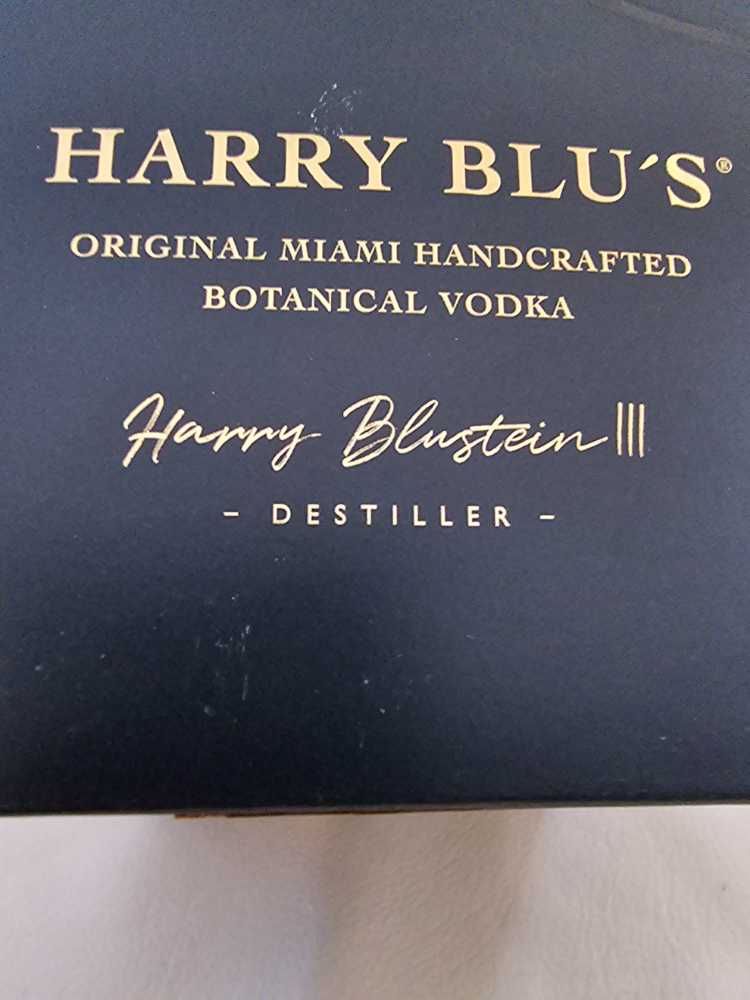 HARRY BLU´S®
ORIGINAL MIAMI HANDCRAFTED
BOTANICAL VODKA
Harry Blustein III
- DESTILLER -